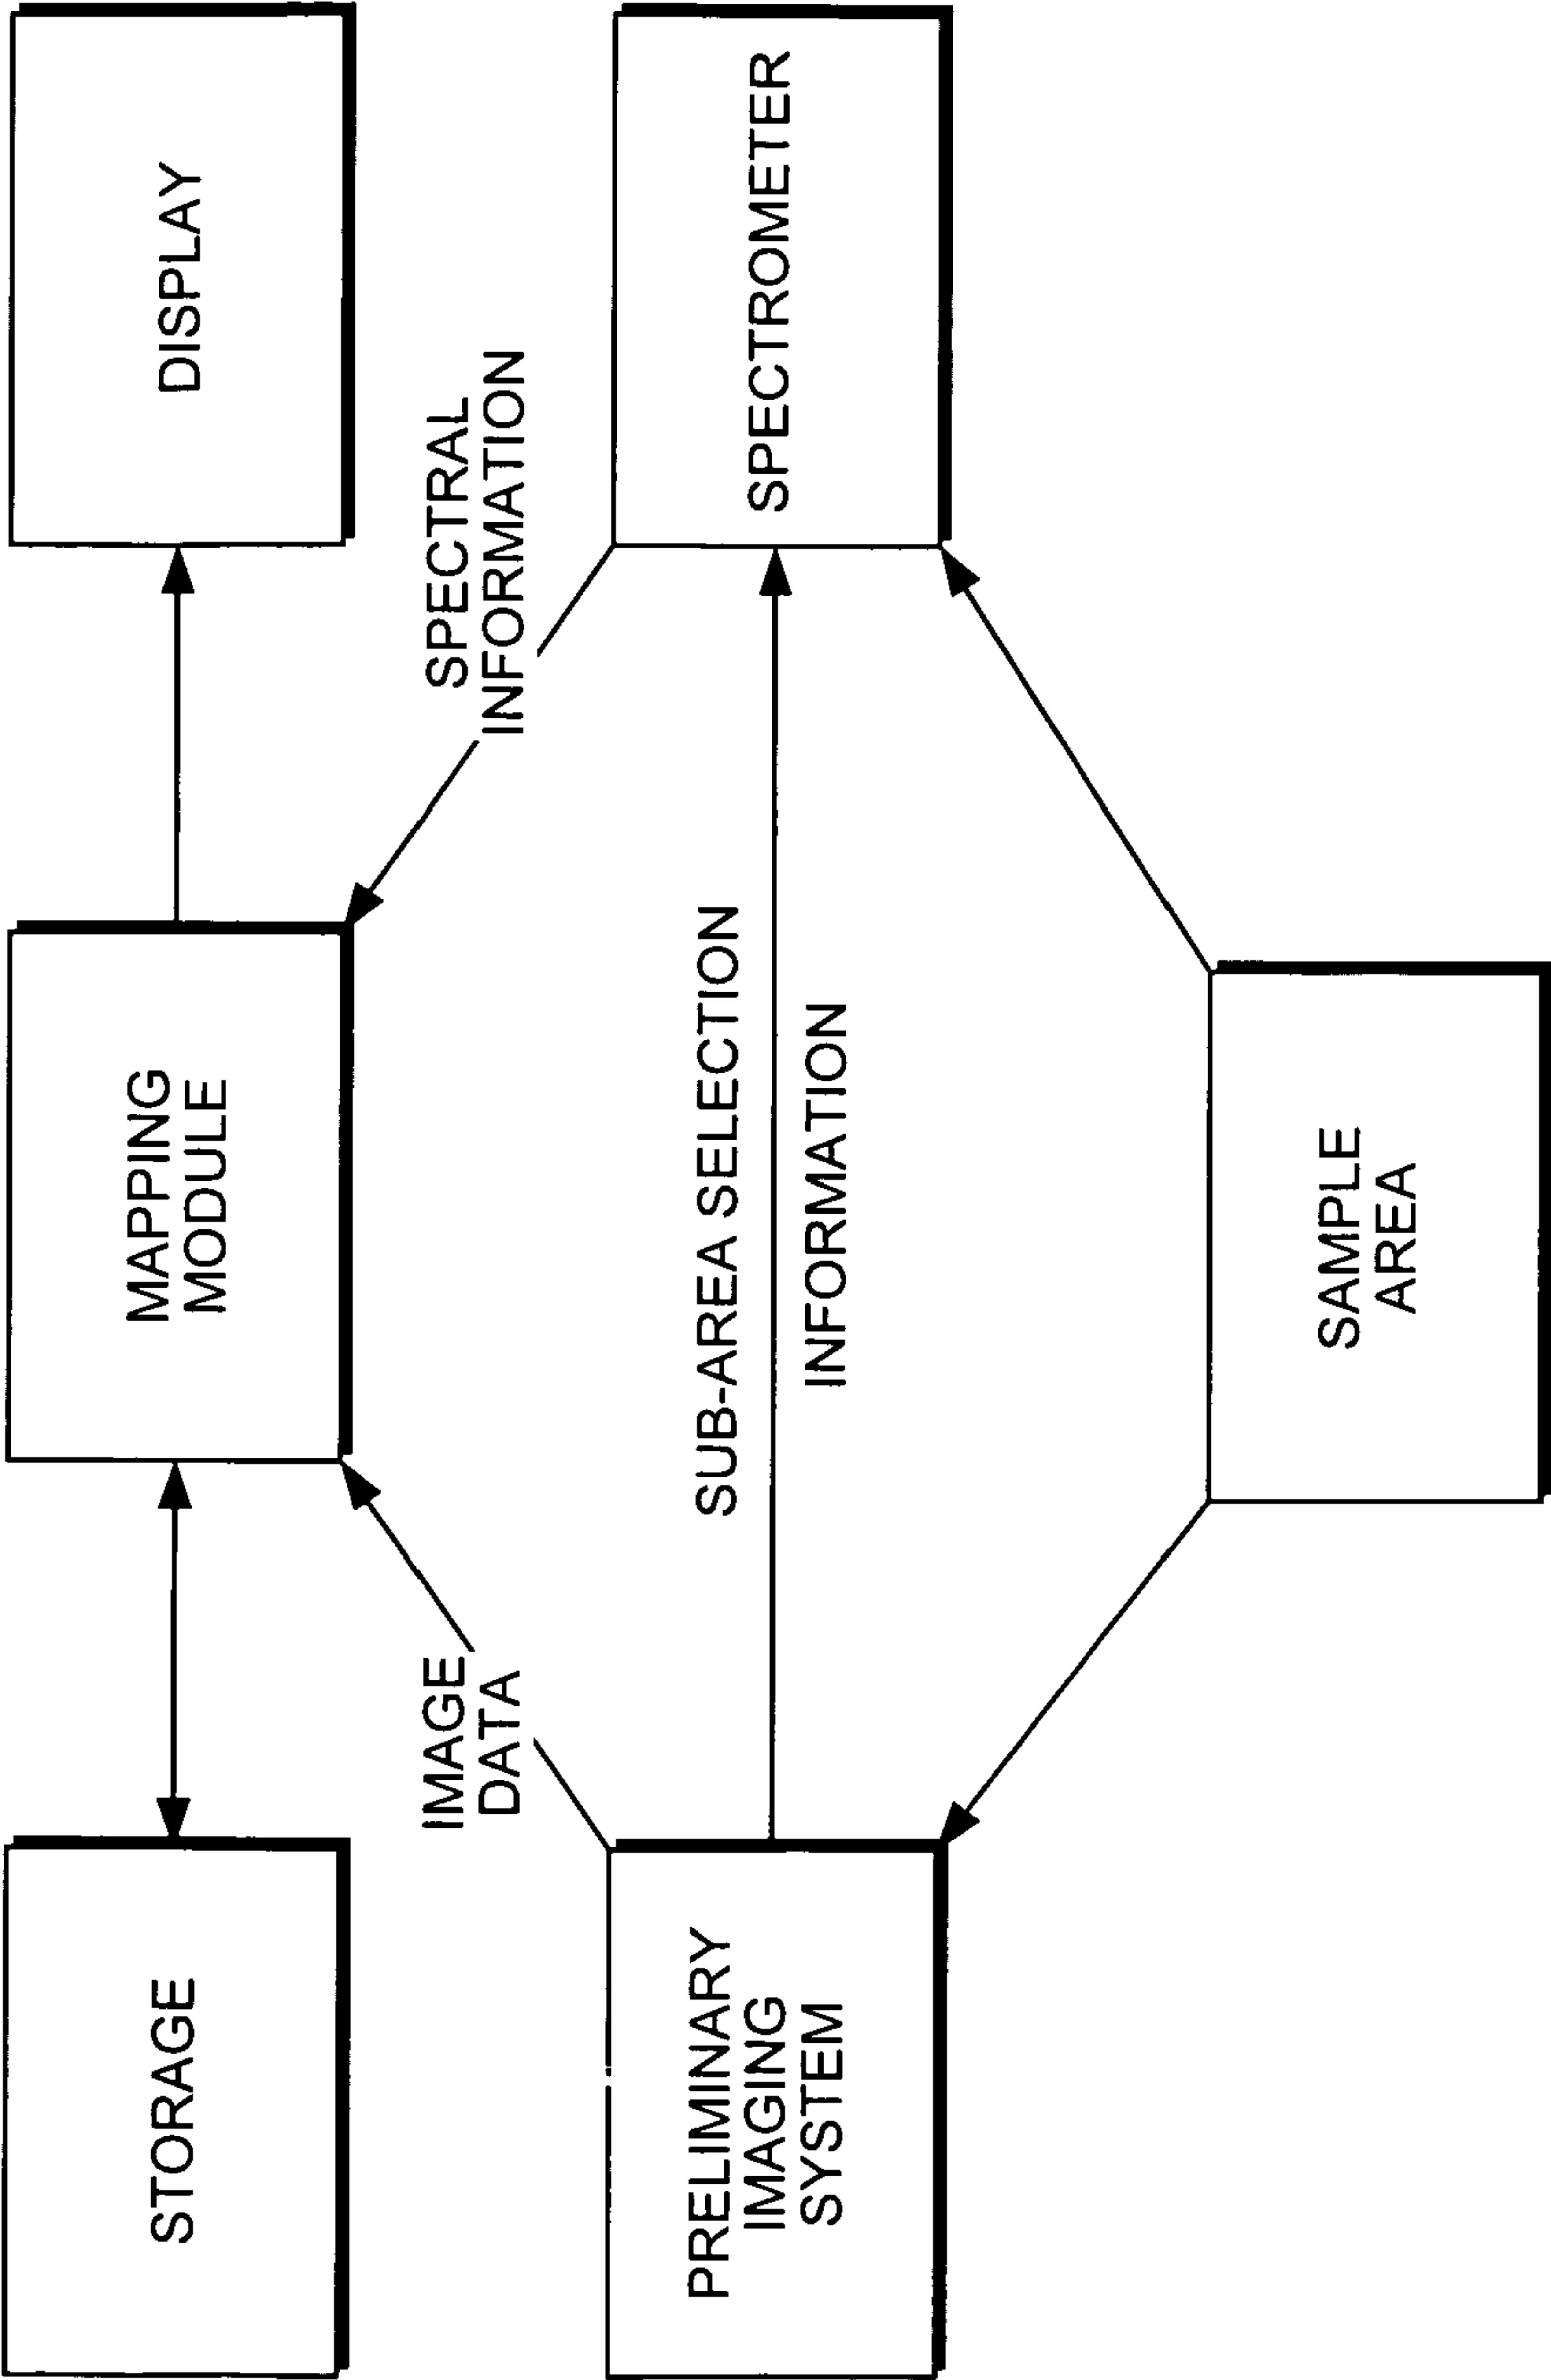 STORAGE
MAPPING
MODULE
DISPLAY
IMAGE
DATA
SPECTRAL
INFORMATION
PRELIMINARY
IMAGING
SYSTEM
SUB-AREA SELECTION
INFORMATION
SPECTROMETER
SAMPLE
AREA